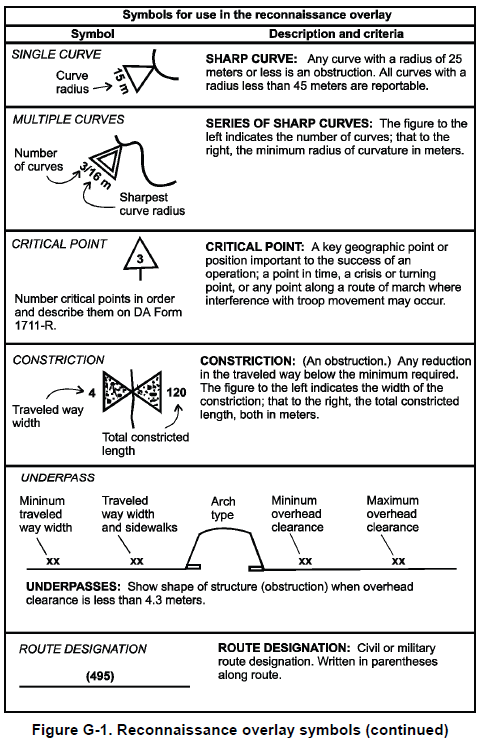 Symbols for use in the reconnaissance overlay
Symbol
Description and criteria
SINGLE CURVE
Curve
radius
15 m
SHARP CURVE: Any curve with a radius of 25
meters or less is an obstruction. All curves with a
radius less than 45 meters are reportable.
MULTIPLE CURVES
Number
of curves
3/16 m
Sharpest
curve radius
SERIES OF SHARP CURVES: The figure to the
left indicates the number of curves; that to the
right, the minimum radius of curvature in meters.
CRITICAL POINT
3
Number critical points in order
and describe them on DA Form
1711-R.
CRITICAL POINT: A key geographic point or
position important to the success of an
operation; a point in time, a crisis or turning
point, or any point along a route of march where
interference with troop movement may occur.
CONSTRICTION
4
120
Traveled way
width
Total constricted
length
CONSTRICTION: (An obstruction.) Any reduction
in the traveled way below the minimum required.
The figure to the left indicates the width of the
constriction; that to the right, the total constricted
length, both in meters.
UNDERPASS
Mininum
traveled
way width
xx
Traveled
way width
and sidewalks
xx
Arch
type
Mininum
overhead
clearance
xx
Maximum
overhead
clearance
xx
UNDERPASSES: Show shape of structure (obstruction) when overhead
clearance is less than 4.3 meters.
ROUTE DESIGNATION
(495)
ROUTE DESIGNATION: Civil or military
route designation. Written in parentheses
along route.
Figure G-1. Reconnaissance overlay symbols (continued)